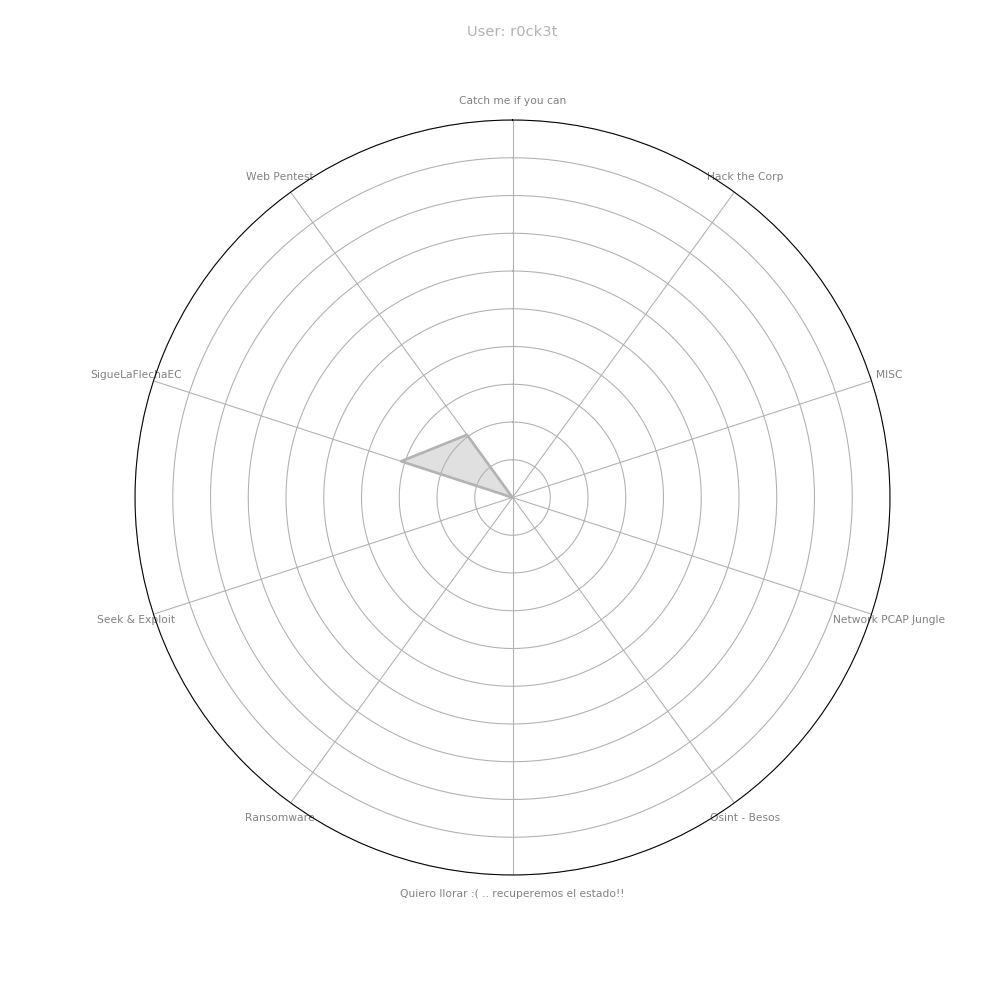 User: r0ck3t
Catch me if you can
Web Pentest
Hack the Corp
SigueLaFlechaEC
MISC
Seek & Exploit
Network PCAP Jungle
Ransomware
Osint - Besos
Quiero llorar :( .. recuperemos el estado!!